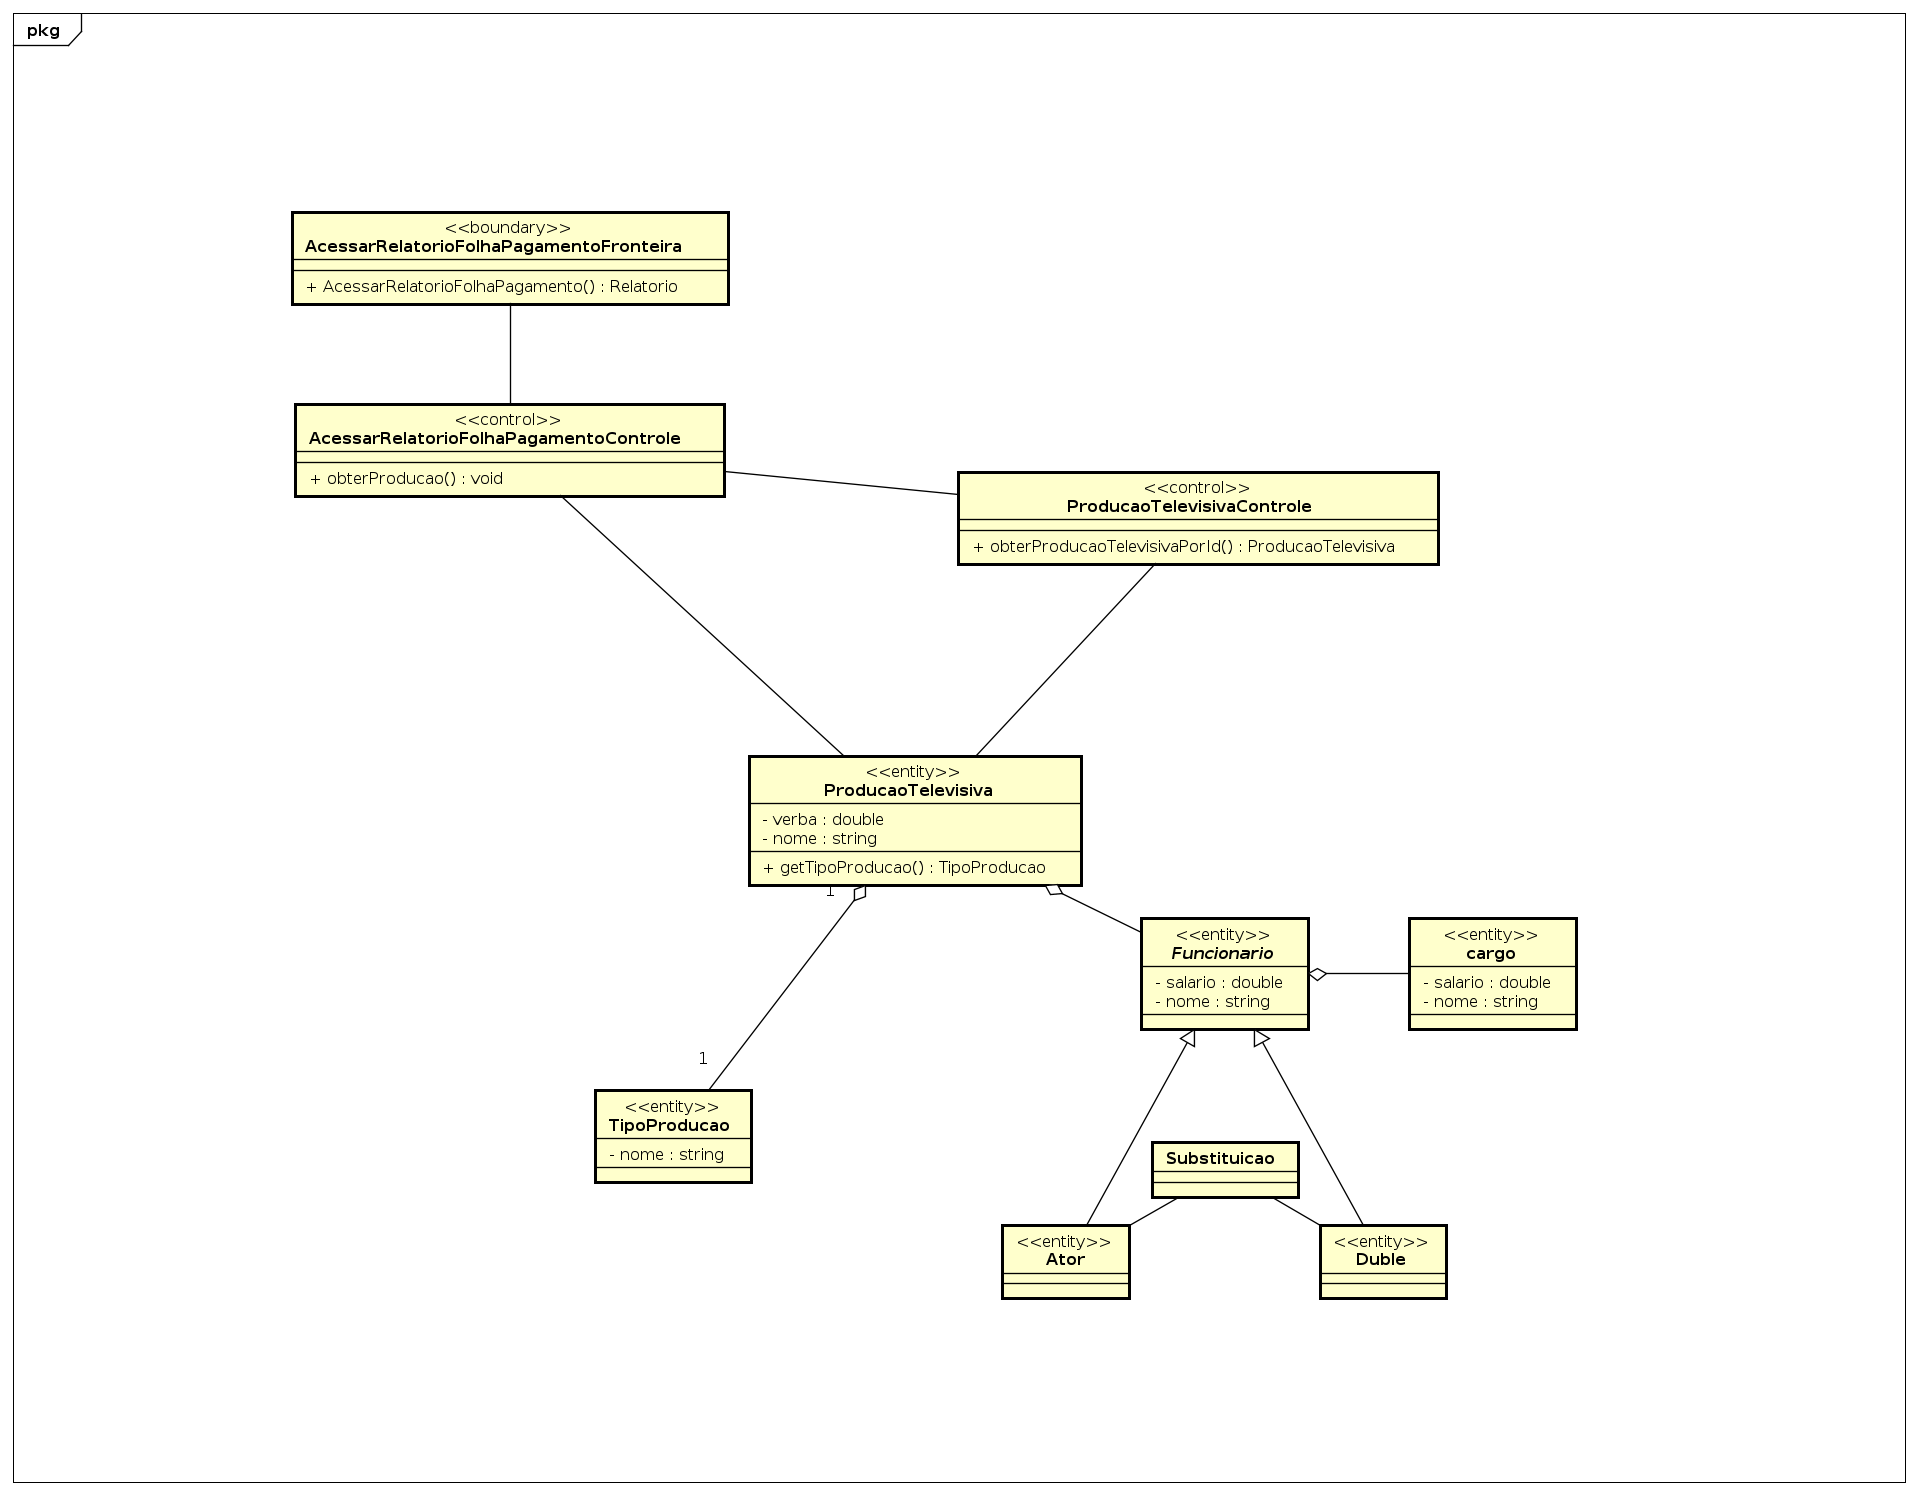 pkg
<<boundary>>
AcessarRelatorioFolhaPagamentoFronteira
+ AcessarRelatorioFolhaPagamento() : Relatorio
<<control>>
AcessarRelatorioFolhaPagamentoControle
+ obterProducao() : void
<<control>>
ProducaoTelevisivaControle
+ obterProducaoTelevisivaPorId() : ProducaoTelevisiva
<<entity>>
ProducaoTelevisiva
- verba : double
- nome : string
+ getTipoProducao() : TipoProducao
1
<<entity>>
Funcionario
- salario : double
- nome : string
<<entity>>
cargo
- salario : double
- nome : string
1
<<entity>>
TipoProducao
- nome : string
Substituicao
<<entity>>
Ator
<<entity>>
Duble